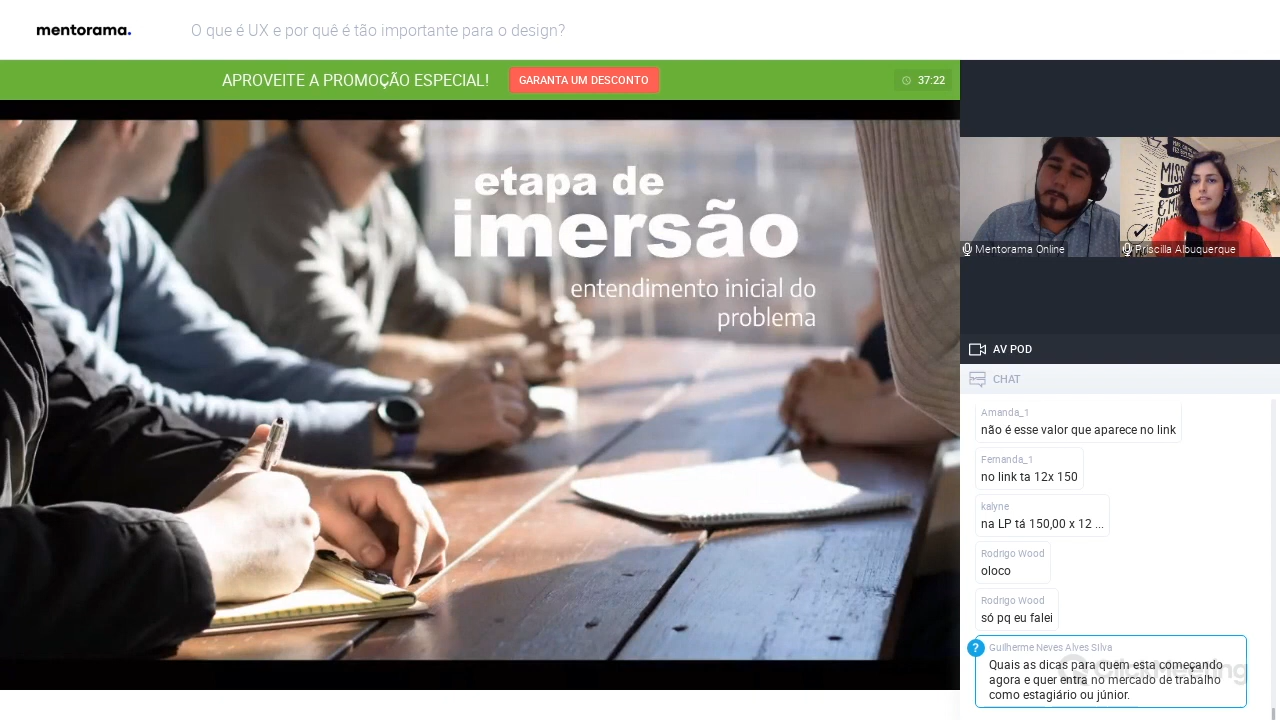 mentorama.
O que é UX e por quê é tão importante para o design?
APROVEITE A PROMOÇÃO ESPECIAL!
GARANTA UM DESCONTO
37:22
etapa de
imersão
entendimento inicial do
problema
Mentorama Online
Priscilla Albuquerque
AV POD
CHAT
Amanda_1
não é esse valor que aparece no link
Fernanda_1
no link ta 12x 150
kalyne
na LP tá 150,00 x 12 ...
Rodrigo Wood
oloco
Rodrigo Wood
só pq eu falei
?
Guilherme Neves Alves Silva
Quais as dicas para quem esta começando
agora e quer entra no mercado de trabalho
como estagiário ou júnior.
ClickMeeting